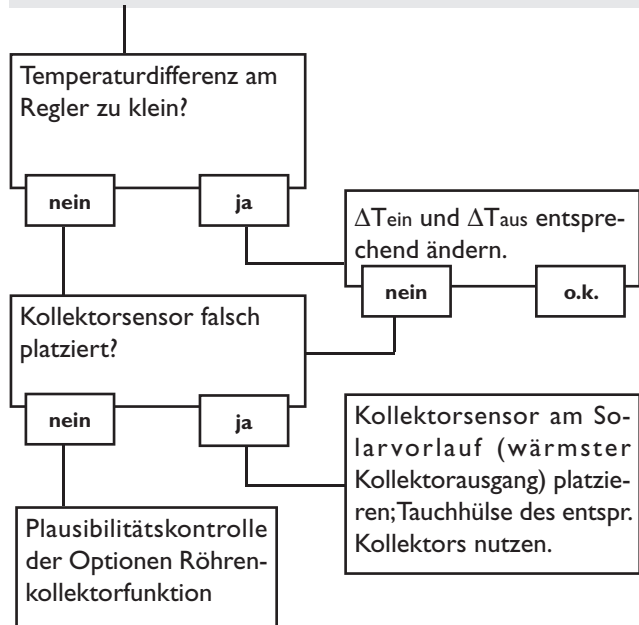 Temperaturdifferenz am
Regler zu klein?
nein
ja
ΔTein und ΔTaus entspre-
chend ändern.
nein
o.k.
Kollektorsensor falsch
platziert?
nein
ja
Kollektorsensor am So-
larvorlauf (wärmster
Kollektorausgang) platzie-
ren;Tauchhülse des entspr.
Kollektors nutzen.
Plausibilitätskontrolle
der Optionen Röhren-
kollektorfunktion